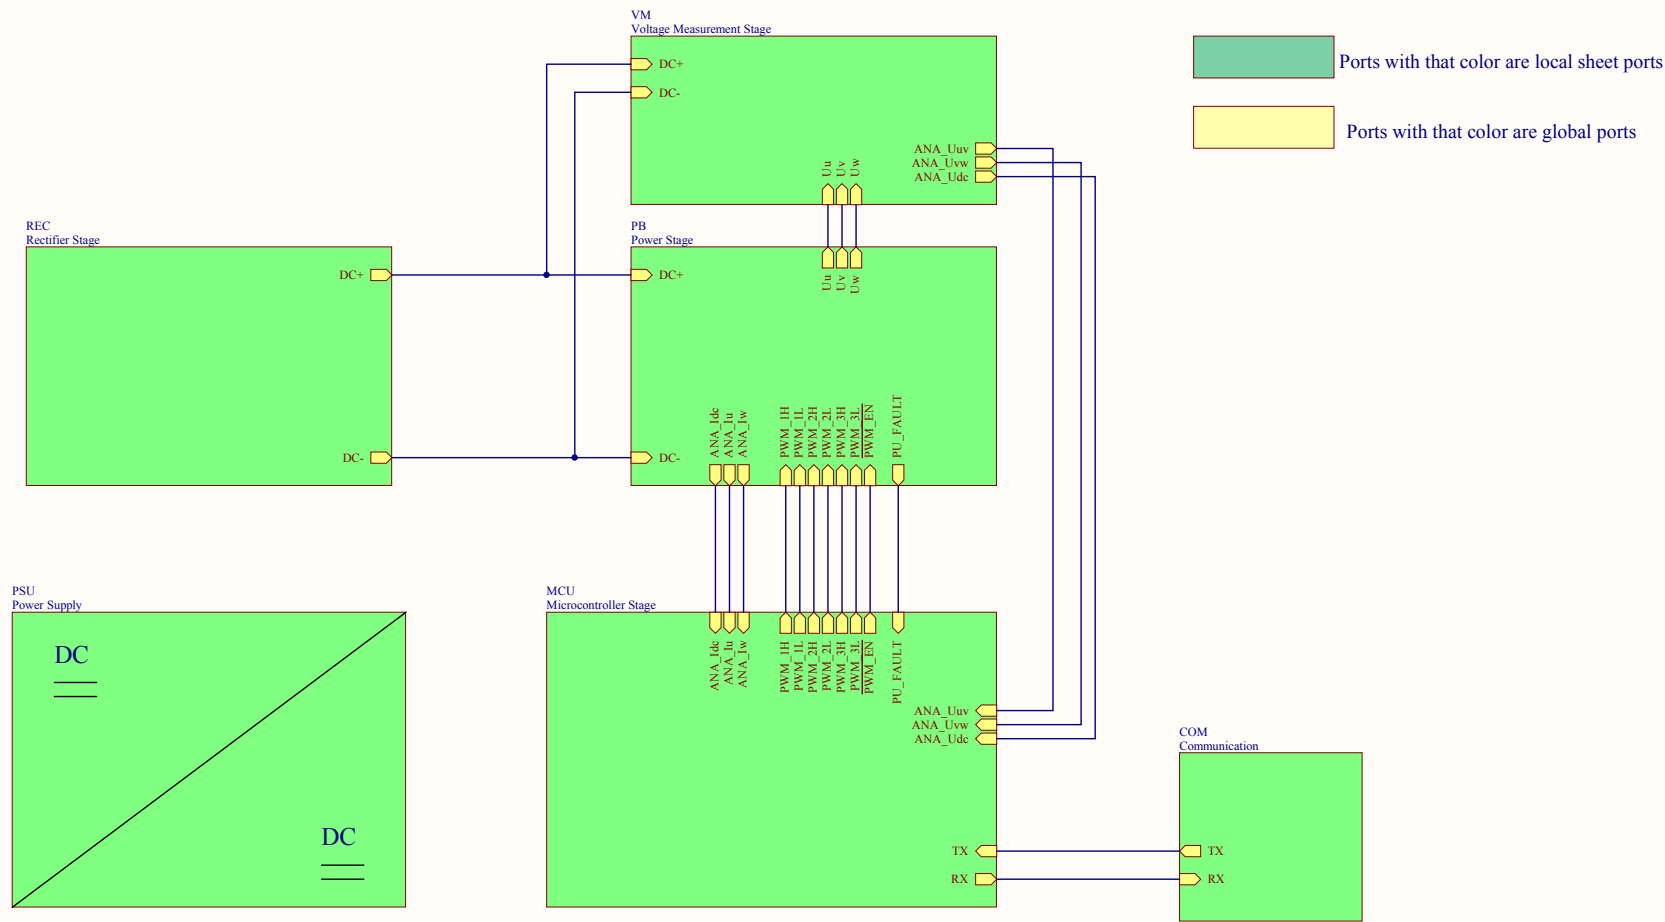 VM
Voltage Measurement Stage
DC+
DC-
ANA_Uuv
ANA_Uvw
ANA_Udc
Uu
Uv
Uw
Ports with that color are local sheet ports
Ports with that color are global ports
REC
Rectifier Stage
DC+
DC-
PB
Power Stage
DC+
DC-
Uu
Uv
Uw
ANA_Idc
ANA_Iu
ANA_Iw
PWM_1H
PWM_1L
PWM_2H
PWM_2L
PWM_3H
PWM_3L
PWM_EN
PU_FAULT
PSU
Power Supply
DC
DC
MCU
Microcontroller Stage
ANA_Idc
ANA_Iu
ANA_Iw
PWM_1H
PWM_1L
PWM_2H
PWM_2L
PWM_3H
PWM_3L
PWM_EN
PU_FAULT
ANA_Uuv
ANA_Uvw
ANA_Udc
TX
RX
COM
Communication
TX
RX